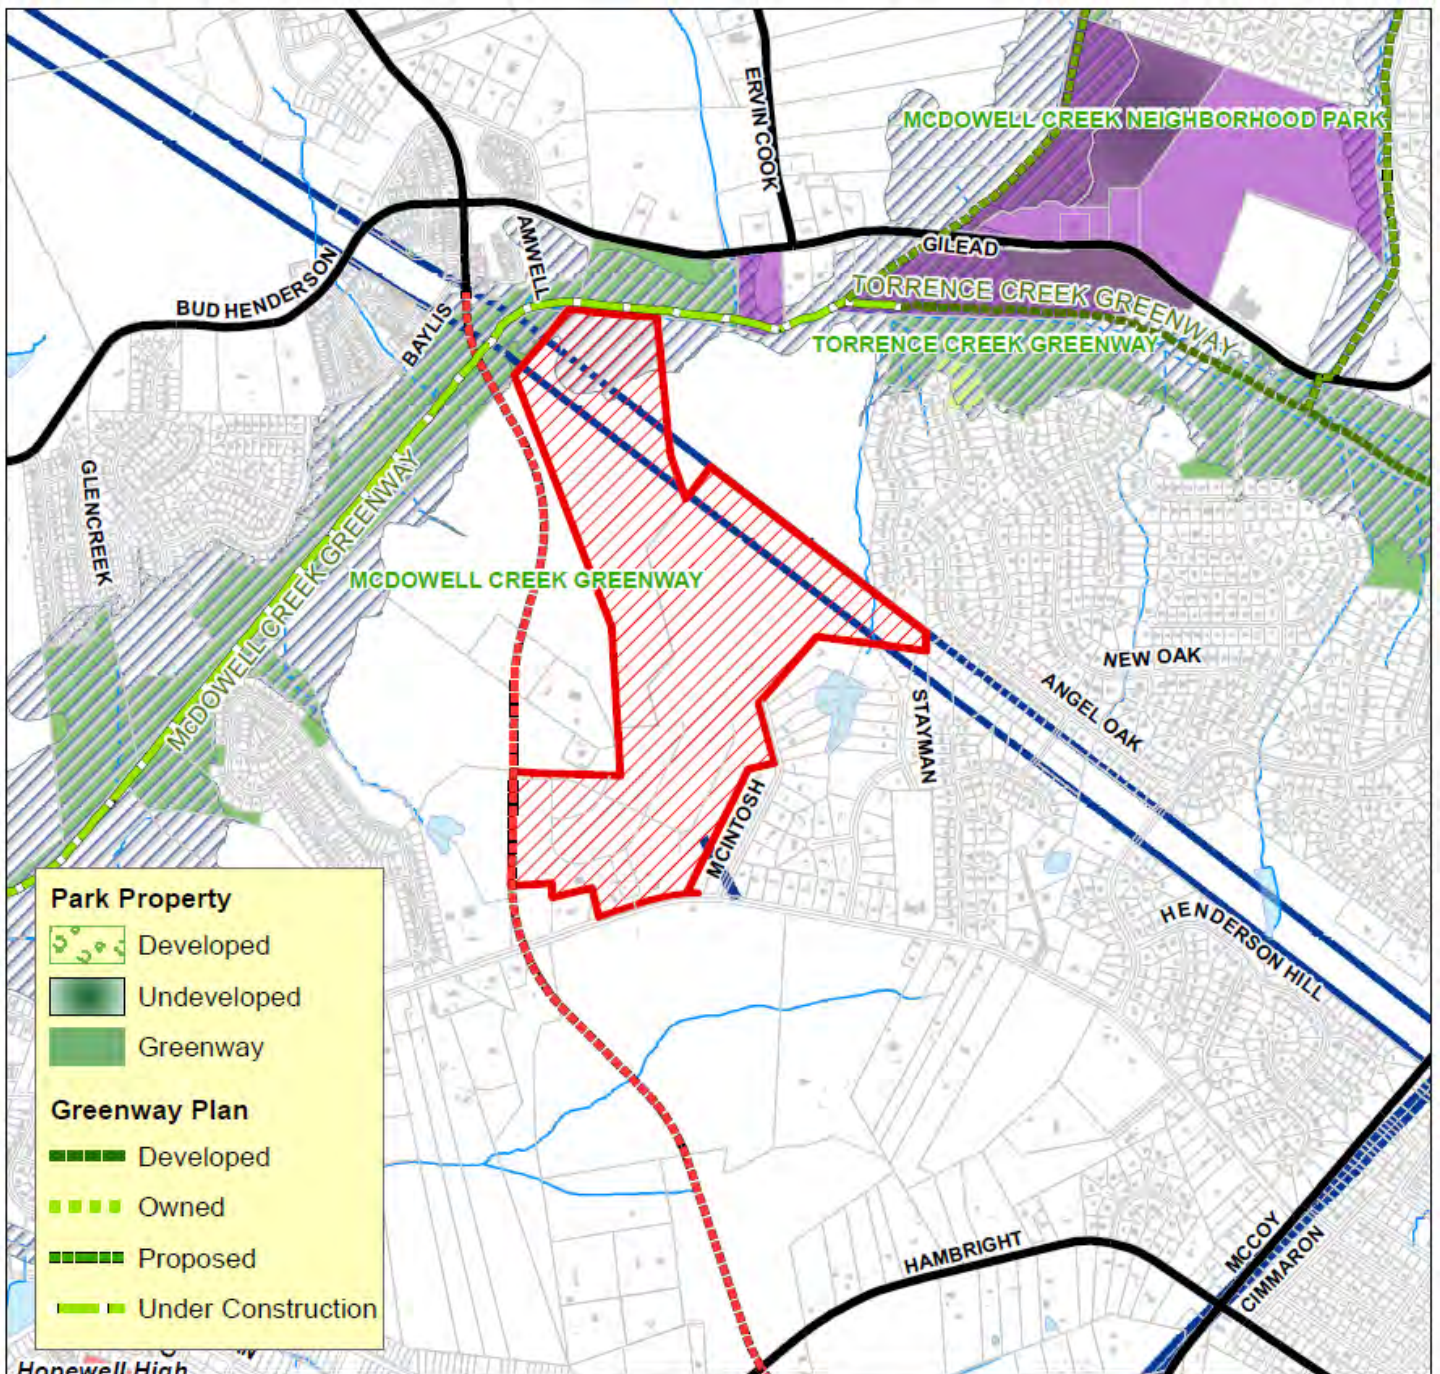 ERVIN COOK
MCDOWELL CREEK NEIGHBORHOOD PARK
AMWELL
GILEAD
BUD HENDERSON
TORRENCE CREEK GREENWAY
BAYLIS
TORRENCE CREEK GREENWAY
GLENCREEK
McDOWELL CREEK GREENWAY
MCDOWELL CREEK GREENWAY
NEW OAK
ANGEL OAK
STAYMAN
MCINTOSH
HENDERSON HILL
Park Property
Developed
Undeveloped
Greenway
Greenway Plan
Developed
Owned
Proposed
Under Construction
HAMBRIGHT
MCCOY
CIMMARON
Hopewell High